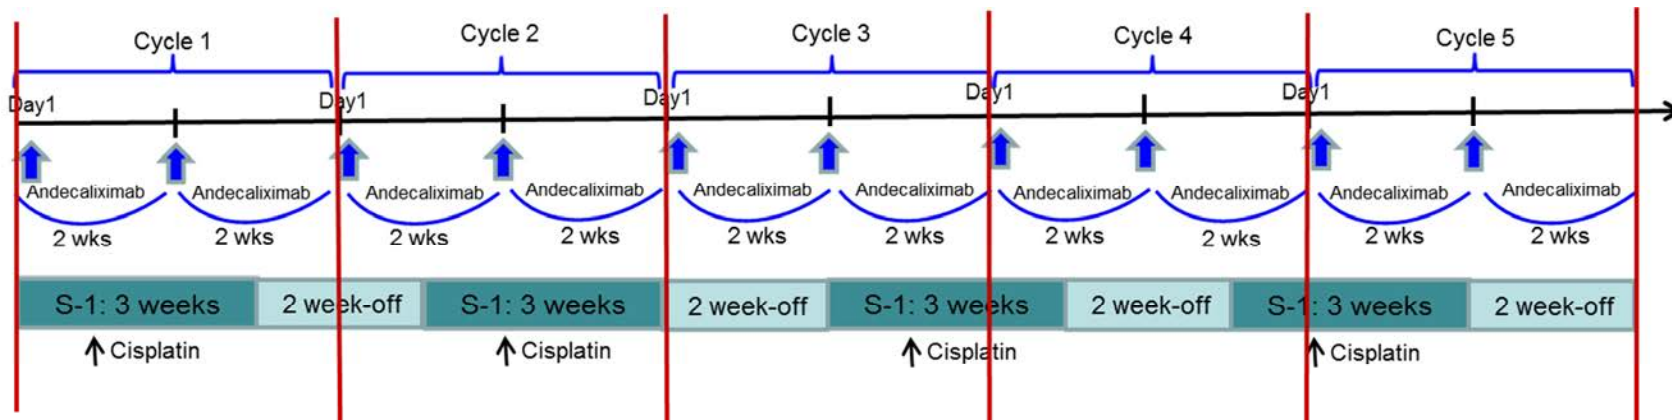 Cycle 1
Cycle 2
Cycle 3
Cycle 4
Cycle 5
Day1
Day1
Day1
Day1
Day1
Andecaliximab
Andecaliximab
Andecaliximab
Andecaliximab
Andecaliximab
Andecaliximab
Andecaliximab
Andecaliximab
Andecaliximab
Andecaliximab
2 wks
2 wks
2 wks
2 wks
2 wks
2 wks
2 wks
2 wks
2 wks
2 wks
S-1: 3 weeks
2 week-off
S-1: 3 weeks
2 week-off
S-1: 3 weeks
2 week-off
S-1: 3 weeks
2 week-off
Cisplatin
Cisplatin
Cisplatin
Cisplatin